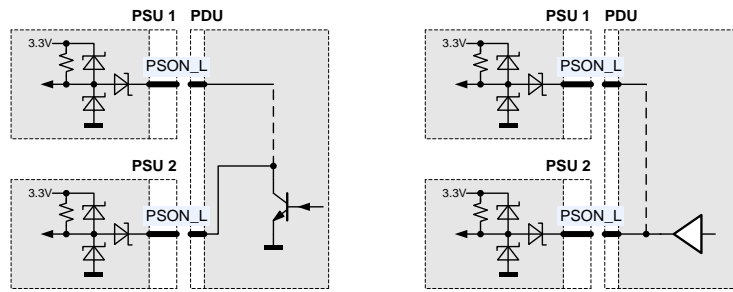 PSU 1 PDU
3.3V
PSON_L
PSU 2
3.3V
PSON_L
PSU 1 PDU
3.3V
PSON_L
PSU 2
3.3V
PSON_L